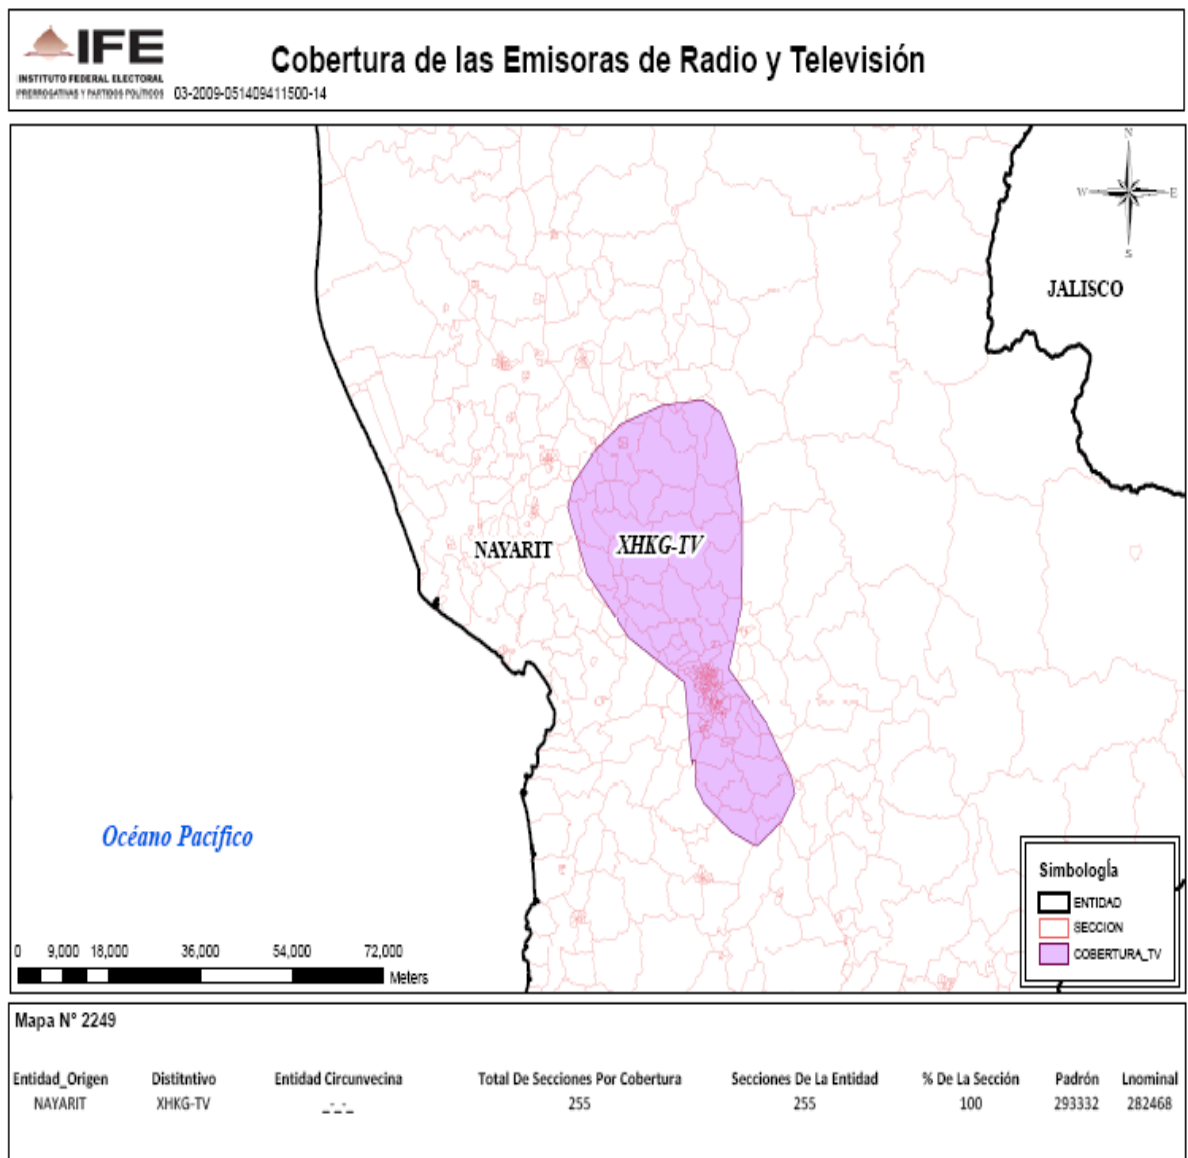 IFE
INSTITUTO FEDERAL ELECTORAL
PRERROGATIVAS Y PARTIDOS POLÍTICOS
03-2009-051409411500-14
Cobertura de las Emisoras de Radio y Televisión
N
W E
S
JALISCO
NAYARIT
XHKG-TV
Océano Pacífico
Simbología
ENTIDAD
SECCION
COBERTURA_TV
0 9,000 18,000 36,000 54,000 72,000
Meters
Mapa N° 2249
Entidad_Origen Distitntivo Entidad Circunvecina Total De Secciones Por Cobertura Secciones De La Entidad % De La Sección Padrón Lnominal
NAYARIT XHKG-TV _-_-_ 255 255 100 293332 282468